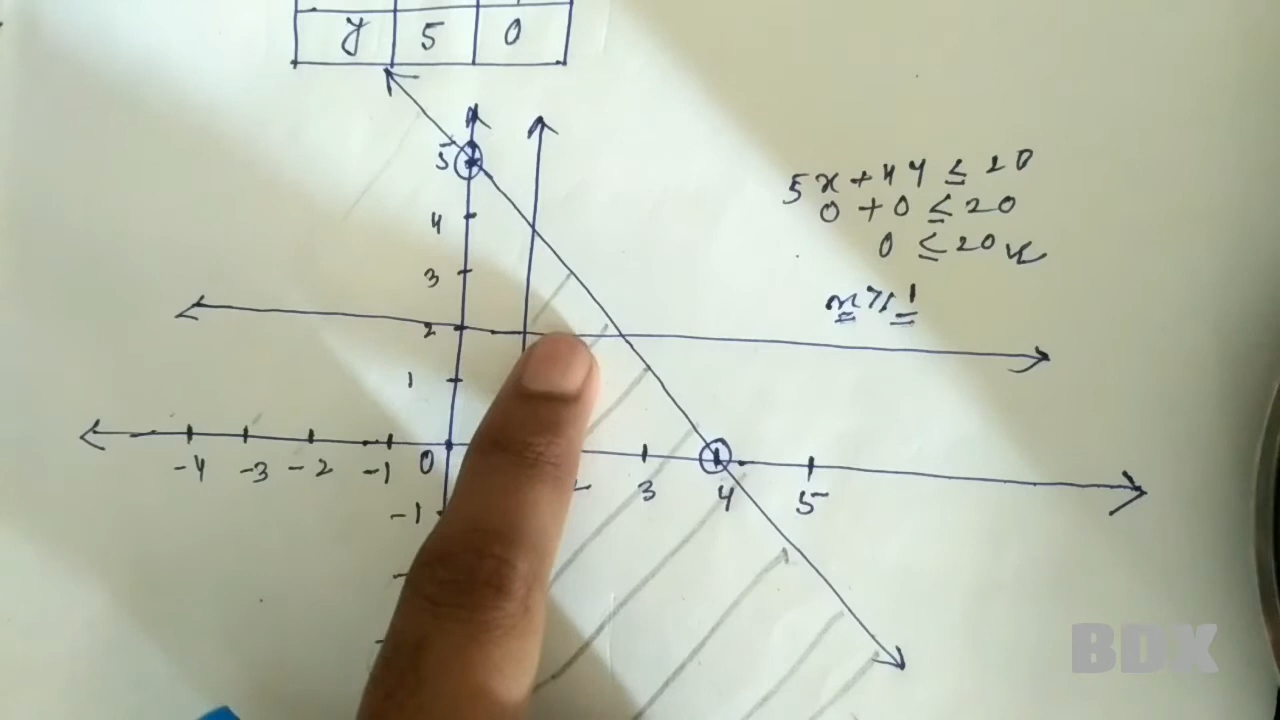 y 5 0
5
4
3
2
1
-4 -3 -2 -1 0 3 4 5
-1
5x + 4y ≤ 20
0 + 0 ≤ 20
0 ≤ 20
x ≥ 1
BDX